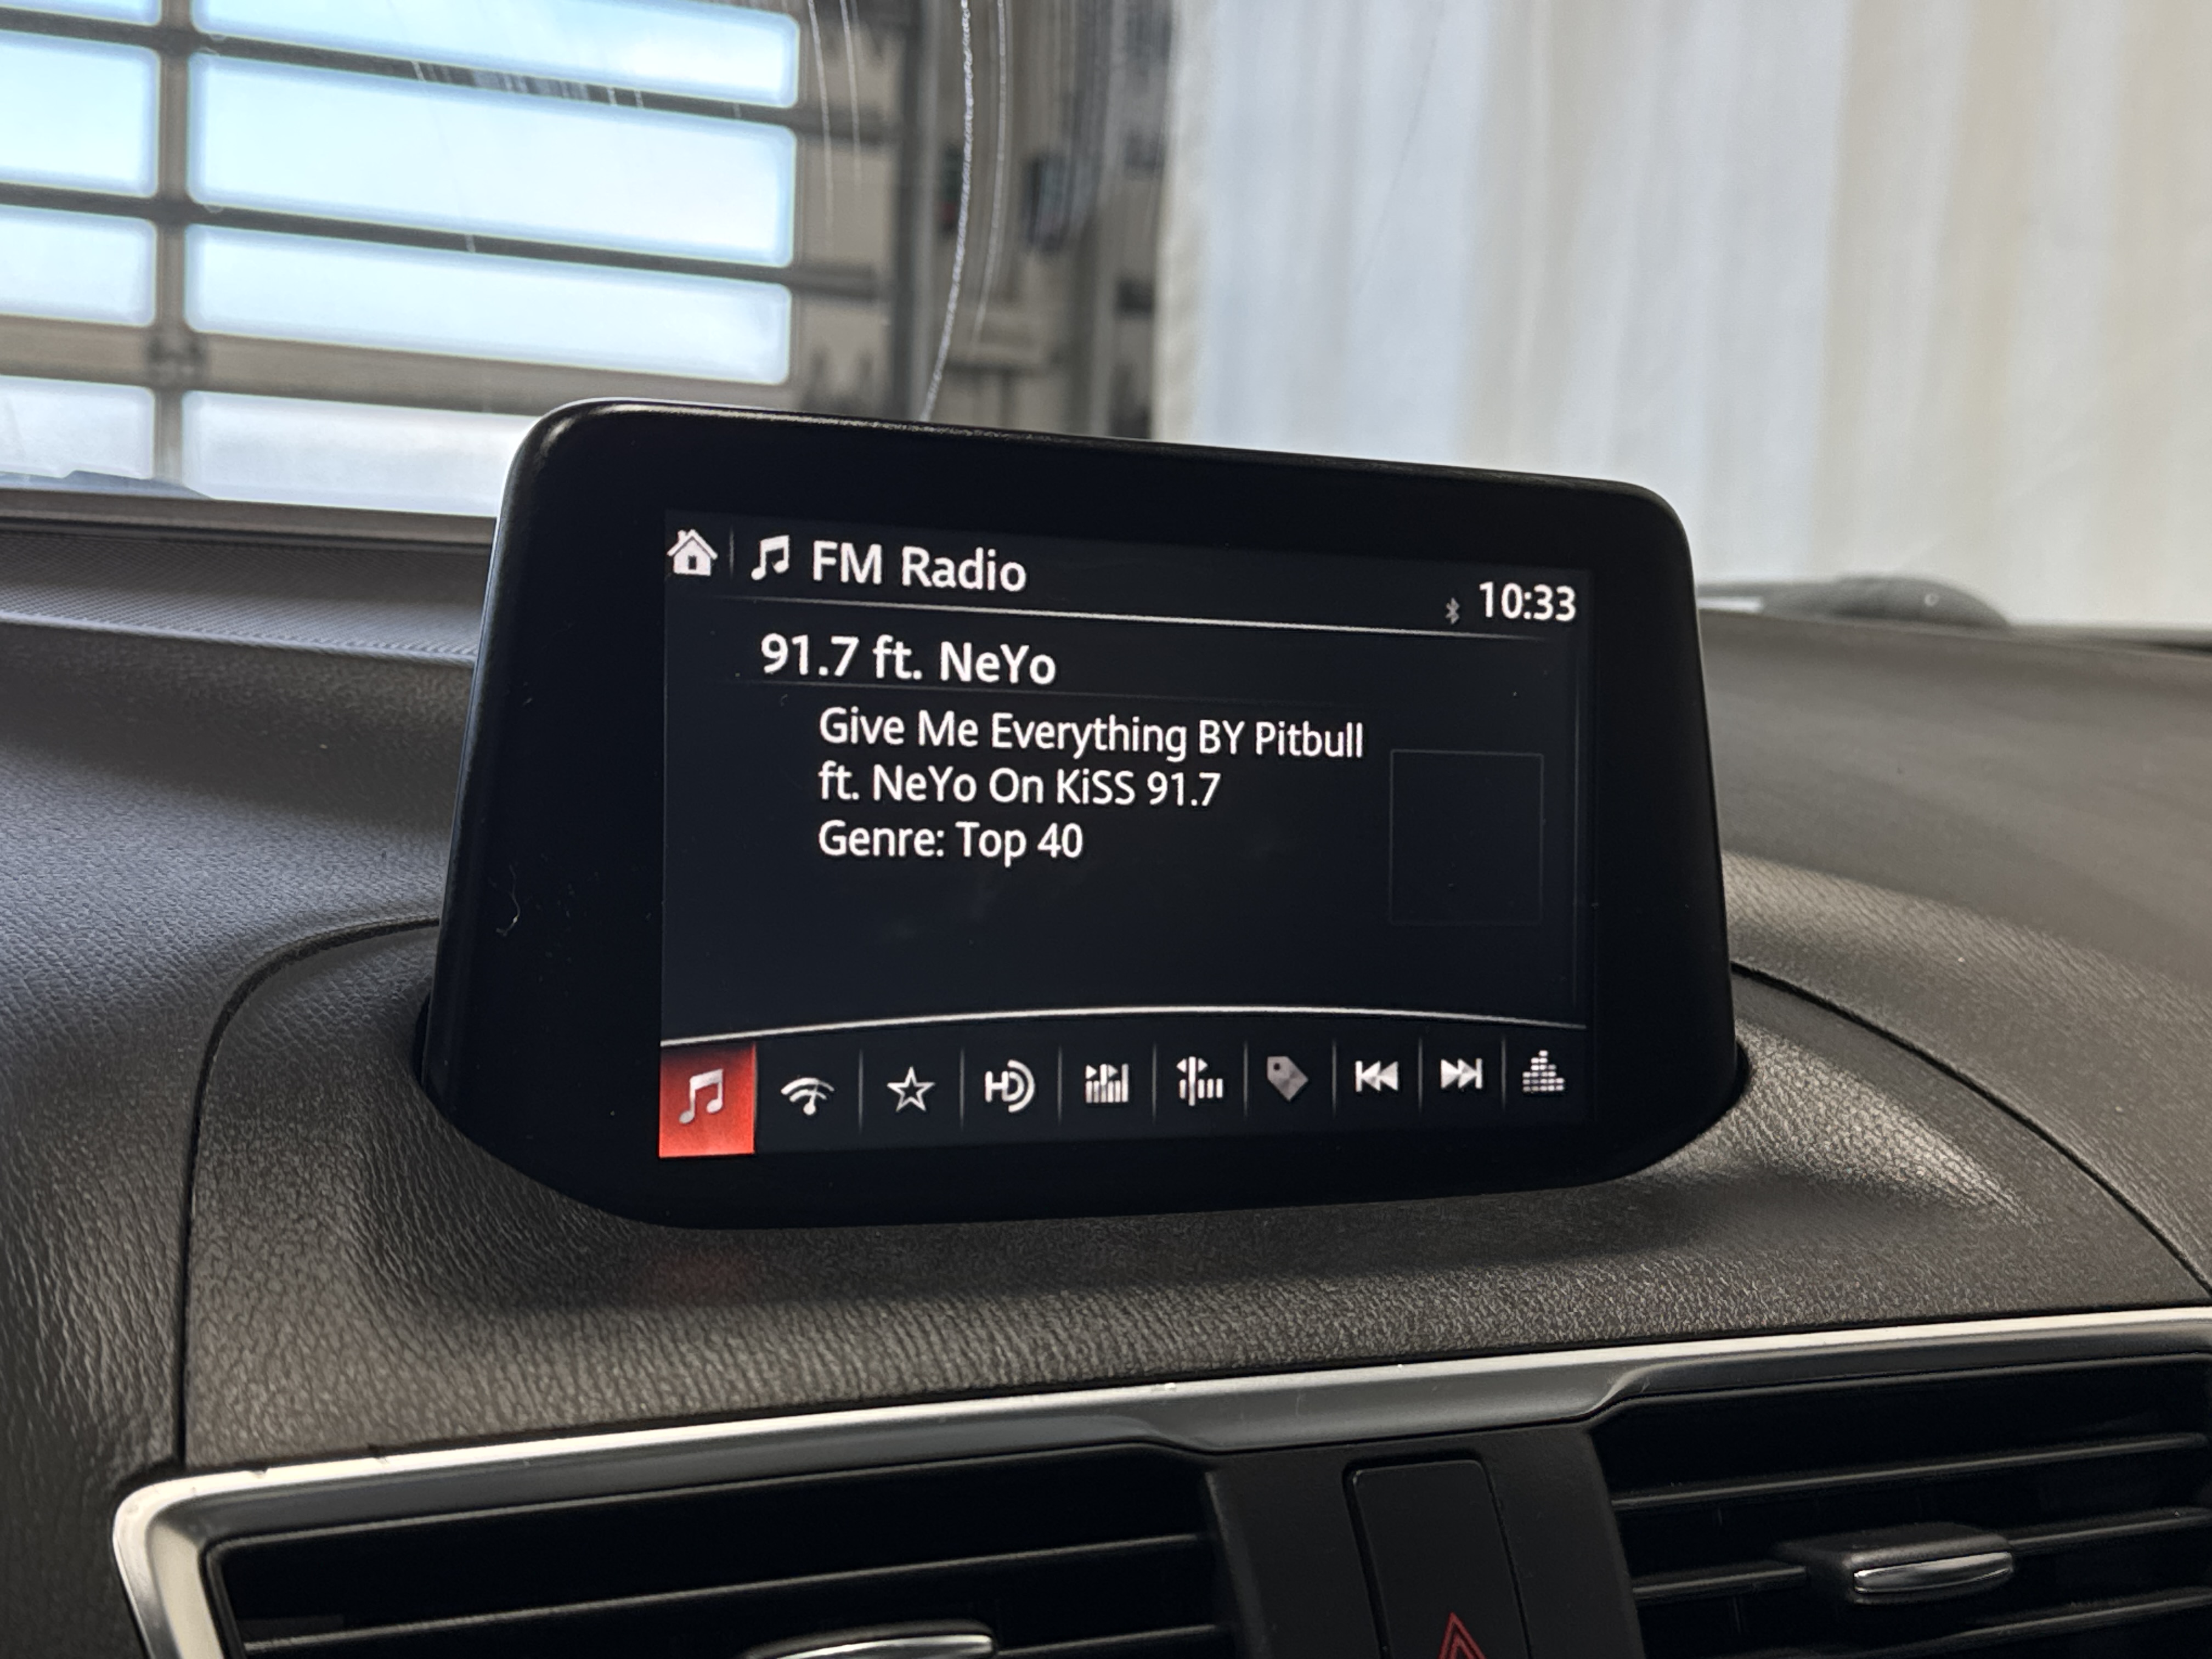 FM Radio
10:33
91.7 ft. NeYo
Give Me Everything BY Pitbull
ft. NeYo On KiSS 91.7
Genre: Top 40
HD